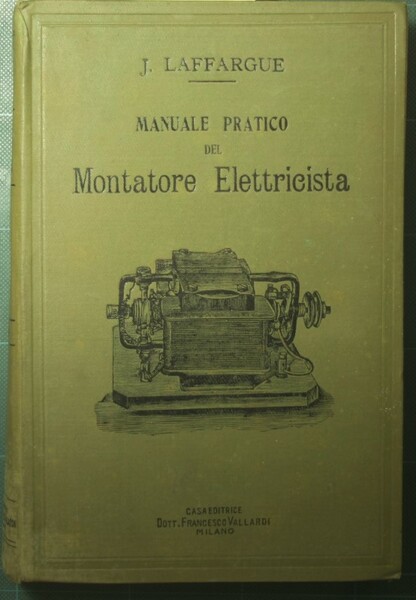 J. LAFFARGUE
MANUALE PRATICO
DEL
Montatore Elettricista
CASA EDITRICE
DOTT. FRANCESCO VALLARDI
MILANO